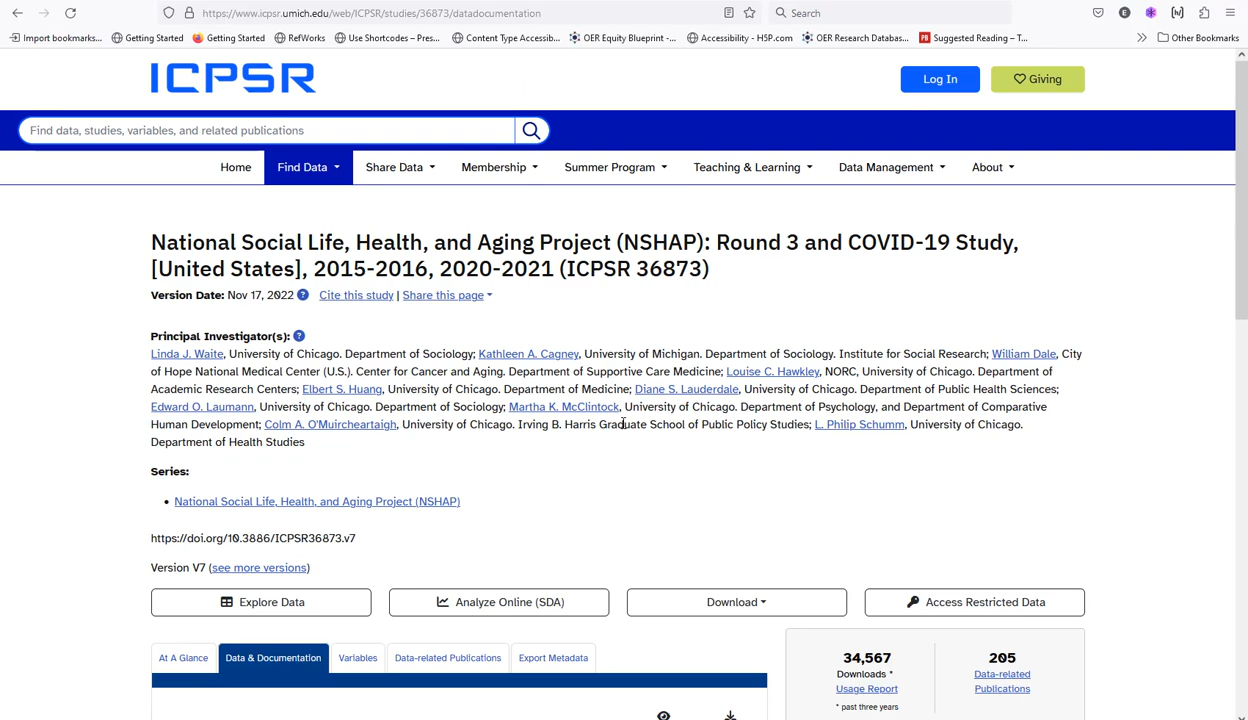 https://www.icpsr.umich.edu/web/ICPSR/studies/36873/datadocumentation
Search
Import bookmarks...
Getting Started
Getting Started
RefWorks
Use Shortcodes – Pres...
Content Type Accessib...
OER Equity Blueprint -...
Accessibility - H5P.com
OER Research Databas...
Suggested Reading – T...
Other Bookmarks
ICPSR
Log In
Giving
Find data, studies, variables, and related publications
Home
Find Data
Share Data
Membership
Summer Program
Teaching & Learning
Data Management
About
National Social Life, Health, and Aging Project (NSHAP): Round 3 and COVID-19 Study,
[United States], 2015-2016, 2020-2021 (ICPSR 36873)
Version Date: Nov 17, 2022 ? Cite this study | Share this page
Principal Investigator(s): ?
Linda J. Waite, University of Chicago. Department of Sociology; Kathleen A. Cagney, University of Michigan. Department of Sociology. Institute for Social Research; William Dale, City
of Hope National Medical Center (U.S.). Center for Cancer and Aging. Department of Supportive Care Medicine; Louise C. Hawkley, NORC, University of Chicago. Department of
Academic Research Centers; Elbert S. Huang, University of Chicago. Department of Medicine; Diane S. Lauderdale, University of Chicago. Department of Public Health Sciences;
Edward O. Laumann, University of Chicago. Department of Sociology; Martha K. McClintock, University of Chicago. Department of Psychology, and Department of Comparative
Human Development; Colm A. O'Muircheartaigh, University of Chicago. Irving B. Harris Graduate School of Public Policy Studies; L. Philip Schumm, University of Chicago.
Department of Health Studies
Series:
• National Social Life, Health, and Aging Project (NSHAP)
https://doi.org/10.3886/ICPSR36873.v7
Version V7 (see more versions)
Explore Data
Analyze Online (SDA)
Download
Access Restricted Data
At A Glance
Data & Documentation
Variables
Data-related Publications
Export Metadata
34,567
Downloads *
Usage Report
* past three years
205
Data-related
Publications